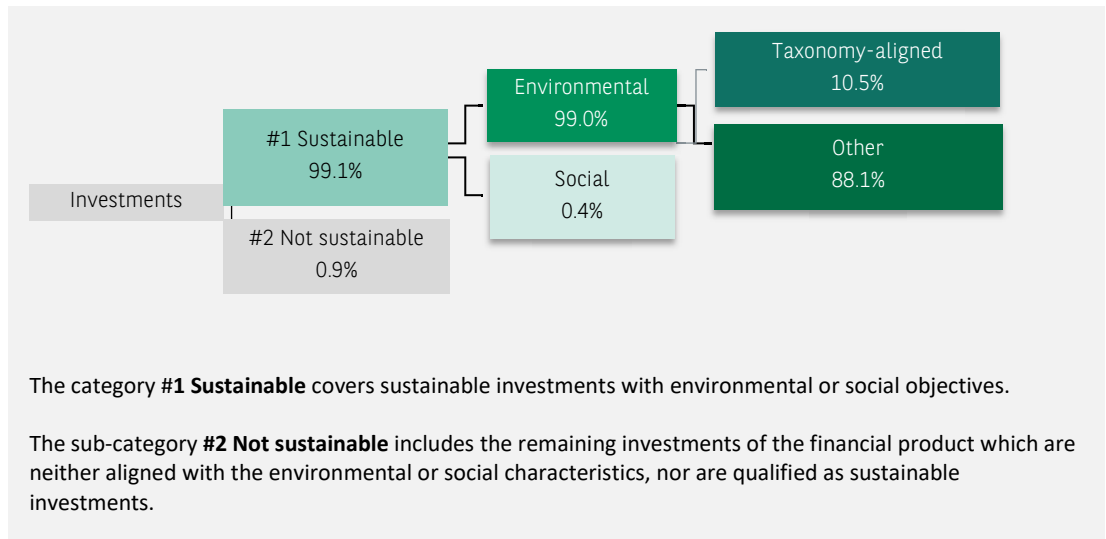 Taxonomy-aligned
10.5%
Environmental
99.0%
#1 Sustainable
99.1%
Other
88.1%
Social
0.4%
Investments
#2 Not sustainable
0.9%
The category #1 Sustainable covers sustainable investments with environmental or social objectives.
The sub-category #2 Not sustainable includes the remaining investments of the financial product which are
neither aligned with the environmental or social characteristics, nor are qualified as sustainable
investments.